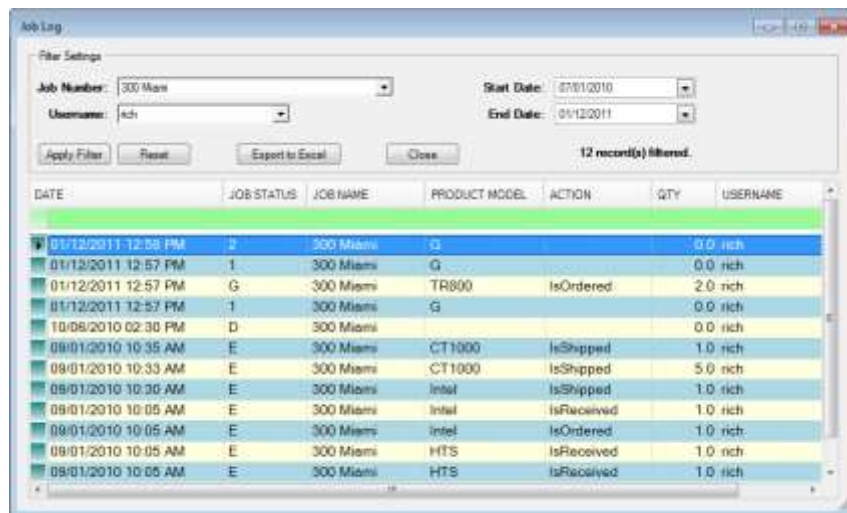 Job Log
Filter Settings
Job Number: 300 Miami Start Date: 07/01/2010
Username: rich End Date: 01/12/2011
Apply Filter Reset Export to Excel Close 12 record(s) filtered.
DATE JOB STATUS JOB NAME PRODUCT MODEL ACTION QTY USERNAME
01/12/2011 12:58 PM 2 300 Miami G 0.0 rich
01/12/2011 12:57 PM 1 300 Miami G 0.0 rich
01/12/2011 12:57 PM G 300 Miami TR800 IsOrdered 2.0 rich
01/12/2011 12:57 PM 1 300 Miami G 0.0 rich
10/06/2010 02:30 PM D 300 Miami 0.0 rich
09/01/2010 10:35 AM E 300 Miami CT1000 IsShipped 1.0 rich
09/01/2010 10:33 AM E 300 Miami CT1000 IsShipped 5.0 rich
09/01/2010 10:30 AM E 300 Miami Intel IsShipped 1.0 rich
09/01/2010 10:05 AM E 300 Miami Intel IsReceived 1.0 rich
09/01/2010 10:05 AM E 300 Miami Intel IsOrdered 1.0 rich
09/01/2010 10:05 AM E 300 Miami HTS IsReceived 1.0 rich
09/01/2010 10:05 AM E 300 Miami HTS IsReceived 1.0 rich